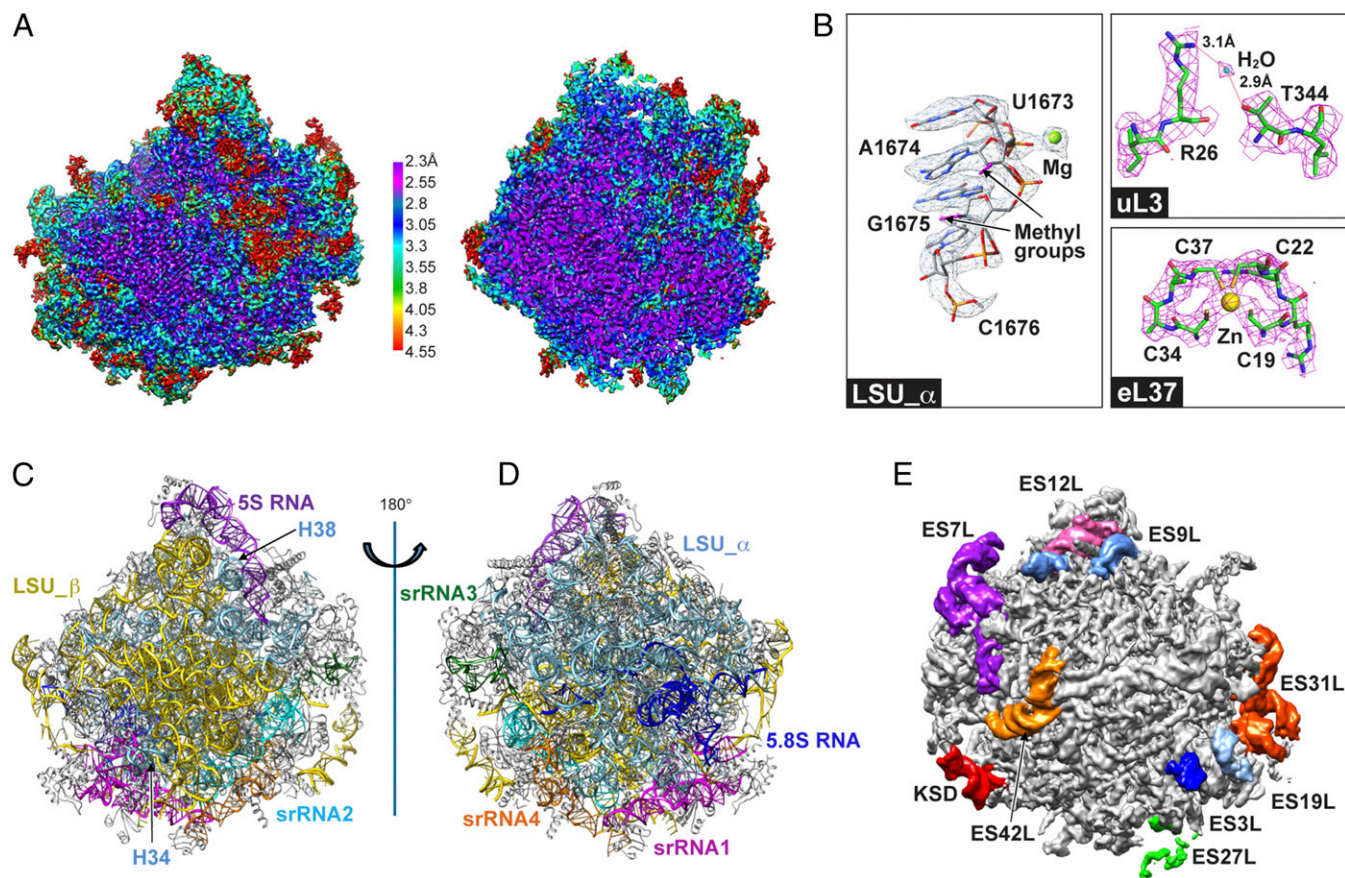 A
2.3Å
2.55
2.8
3.05
3.3
3.55
3.8
4.05
4.3
4.55
B
U1673
A1674
Mg
G1675
Methyl
groups
C1676
LSU_α
3.1Å
H₂O
2.9Å
T344
R26
uL3
C37
C22
C34
Zn
C19
eL37
C
5S RNA
H38
LSU_β
srRNA2
H34
180°
D
LSU_α
srRNA3
5.8S RNA
srRNA4
srRNA1
E
ES12L
ES7L
ES9L
ES31L
KSD
ES19L
ES42L
ES3L
ES27L